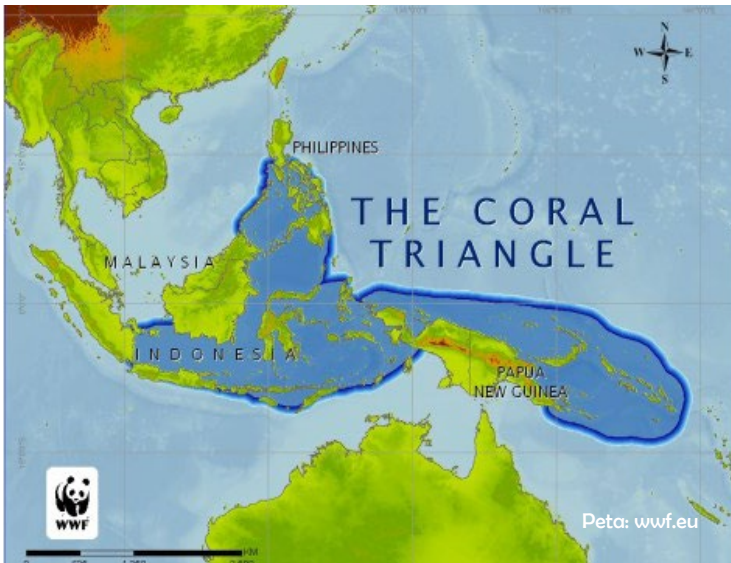 N
W E
S
PHILIPPINES
THE CORAL
TRIANGLE
MALAYSIA
INDONESIA
PAPUA
NEW GUINEA
WWF
Peta: wwf.eu
KM